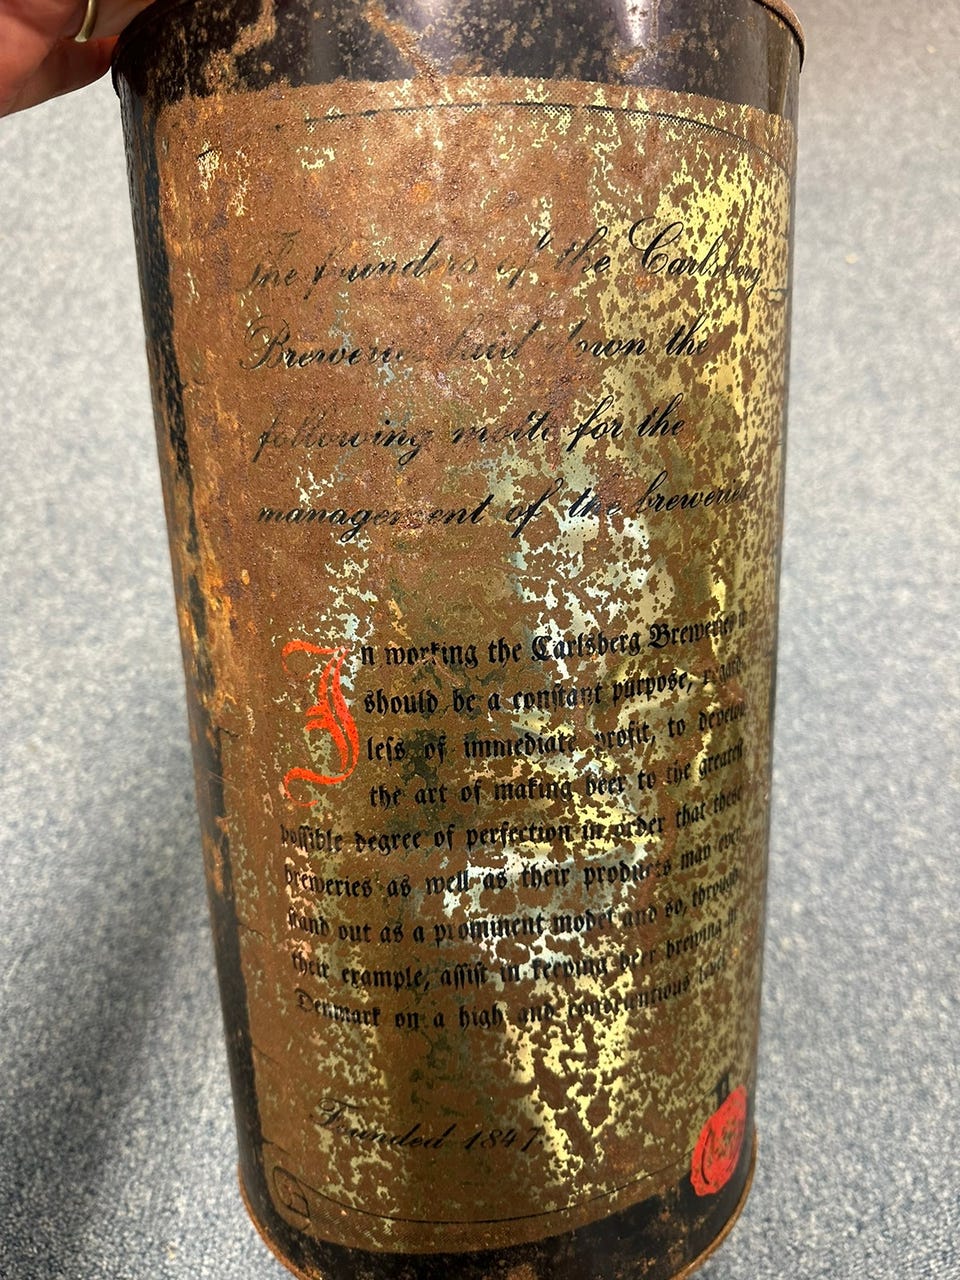 The founders of the Carlsberg
Breweries laid down the
following motto for the
management of the breweries
In working the Carlsberg Breweries it
should be a constant purpose, regard
less of immediate profit, to develop
the art of making beer to the greatest
possible degree of perfection in order that these
breweries as well as their products may ever
stand out as a prominent model and so, through
their example, assist in keeping beer brewing in
Denmark on a high and conscientious level
Founded 1847